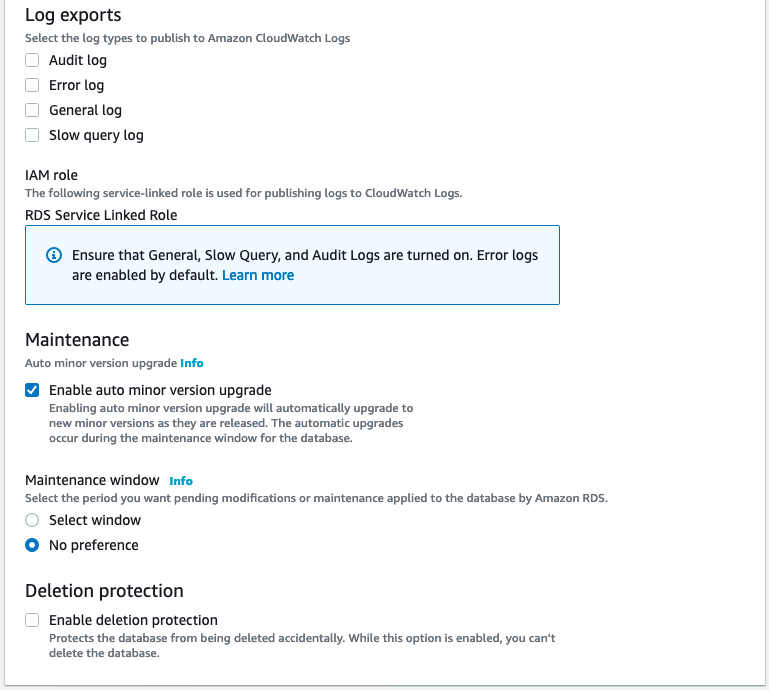 Log exports
Select the log types to publish to Amazon CloudWatch Logs
Audit log
Error log
General log
Slow query log
IAM role
The following service-linked role is used for publishing logs to CloudWatch Logs.
RDS Service Linked Role
Ensure that General, Slow Query, and Audit Logs are turned on. Error logs
are enabled by default. Learn more
Maintenance
Auto minor version upgrade Info
Enable auto minor version upgrade
Enabling auto minor version upgrade will automatically upgrade to
new minor versions as they are released. The automatic upgrades
occur during the maintenance window for the database.
Maintenance window Info
Select the period you want pending modifications or maintenance applied to the database by Amazon RDS.
Select window
No preference
Deletion protection
Enable deletion protection
Protects the database from being deleted accidentally. While this option is enabled, you can't
delete the database.